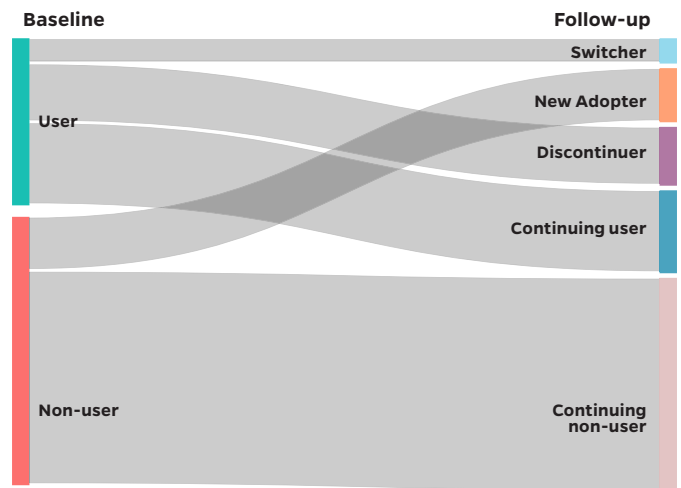 Baseline
Follow-up
Switcher
New Adopter
User
Discontinuer
Continuing user
Non-user
Continuing
non-user